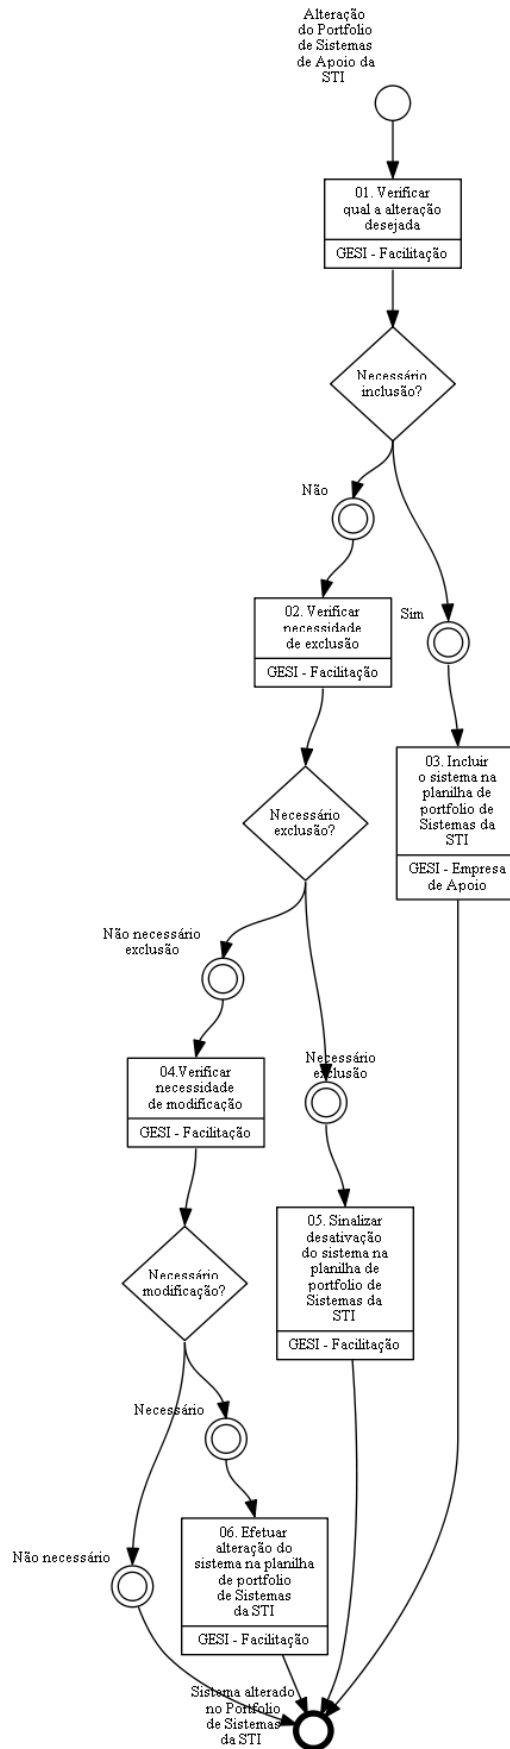 Alteração
do Portfolio
de Sistemas
de Apoio da
STI
01. Verificar
qual a alteração
desejada
GESI - Facilitação
Necessário
inclusão?
Não
02. Verificar
necessidade
de exclusão
GESI - Facilitação
Sim
03. Incluir
o sistema na
planilha de
portfolio de
Sistemas da
STI
GESI - Empresa
de Apoio
Necessário
exclusão?
Não necessário
exclusão
04.Verificar
necessidade
de modificação
GESI - Facilitação
Necessário
exclusão
05. Sinalizar
desativação
do sistema na
planilha de
portfolio de
Sistemas da
STI
GESI - Facilitação
Necessário
modificação?
Necessário
06. Efetuar
alteração do
sistema na planilha
de portfolio
de Sistemas
da STI
GESI - Facilitação
Não necessário
Sistema alterado
no Portfolio
de Sistemas
da STI